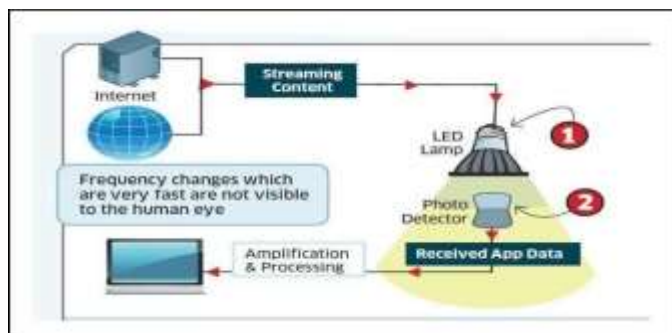 Streaming
Content
Internet
LED
Lamp
1
Frequency changes which
are very fast are not visible
to the human eye
Photo
Detector
2
Amplification
& Processing
Received App Data